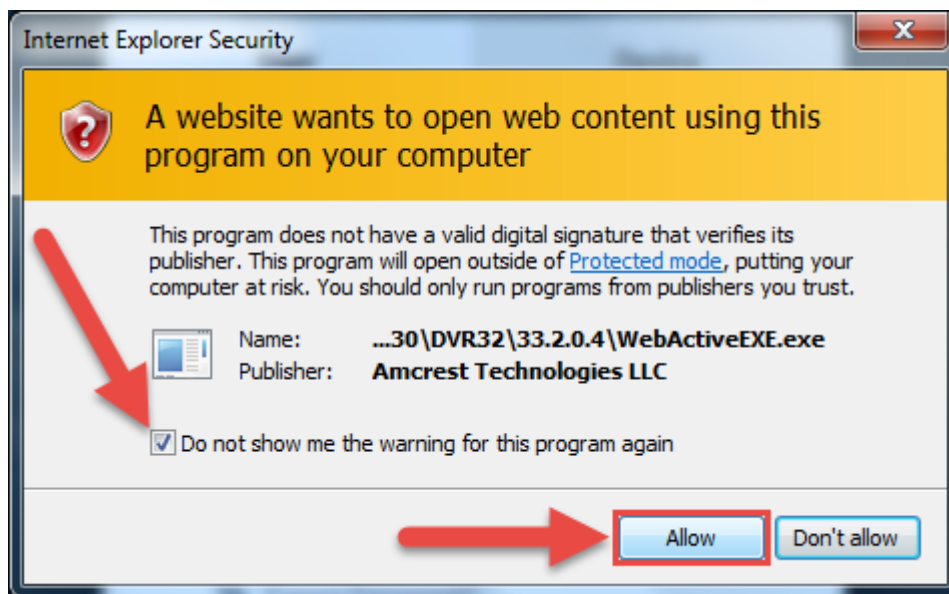 Internet Explorer Security
A website wants to open web content using this
program on your computer
This program does not have a valid digital signature that verifies its
publisher. This program will open outside of Protected mode, putting your
computer at risk. You should only run programs from publishers you trust.
Name: ...30\DVR32\33.2.0.4\WebActiveEXE.exe
Publisher: Amcrest Technologies LLC
Do not show me the warning for this program again
Allow Don't allow